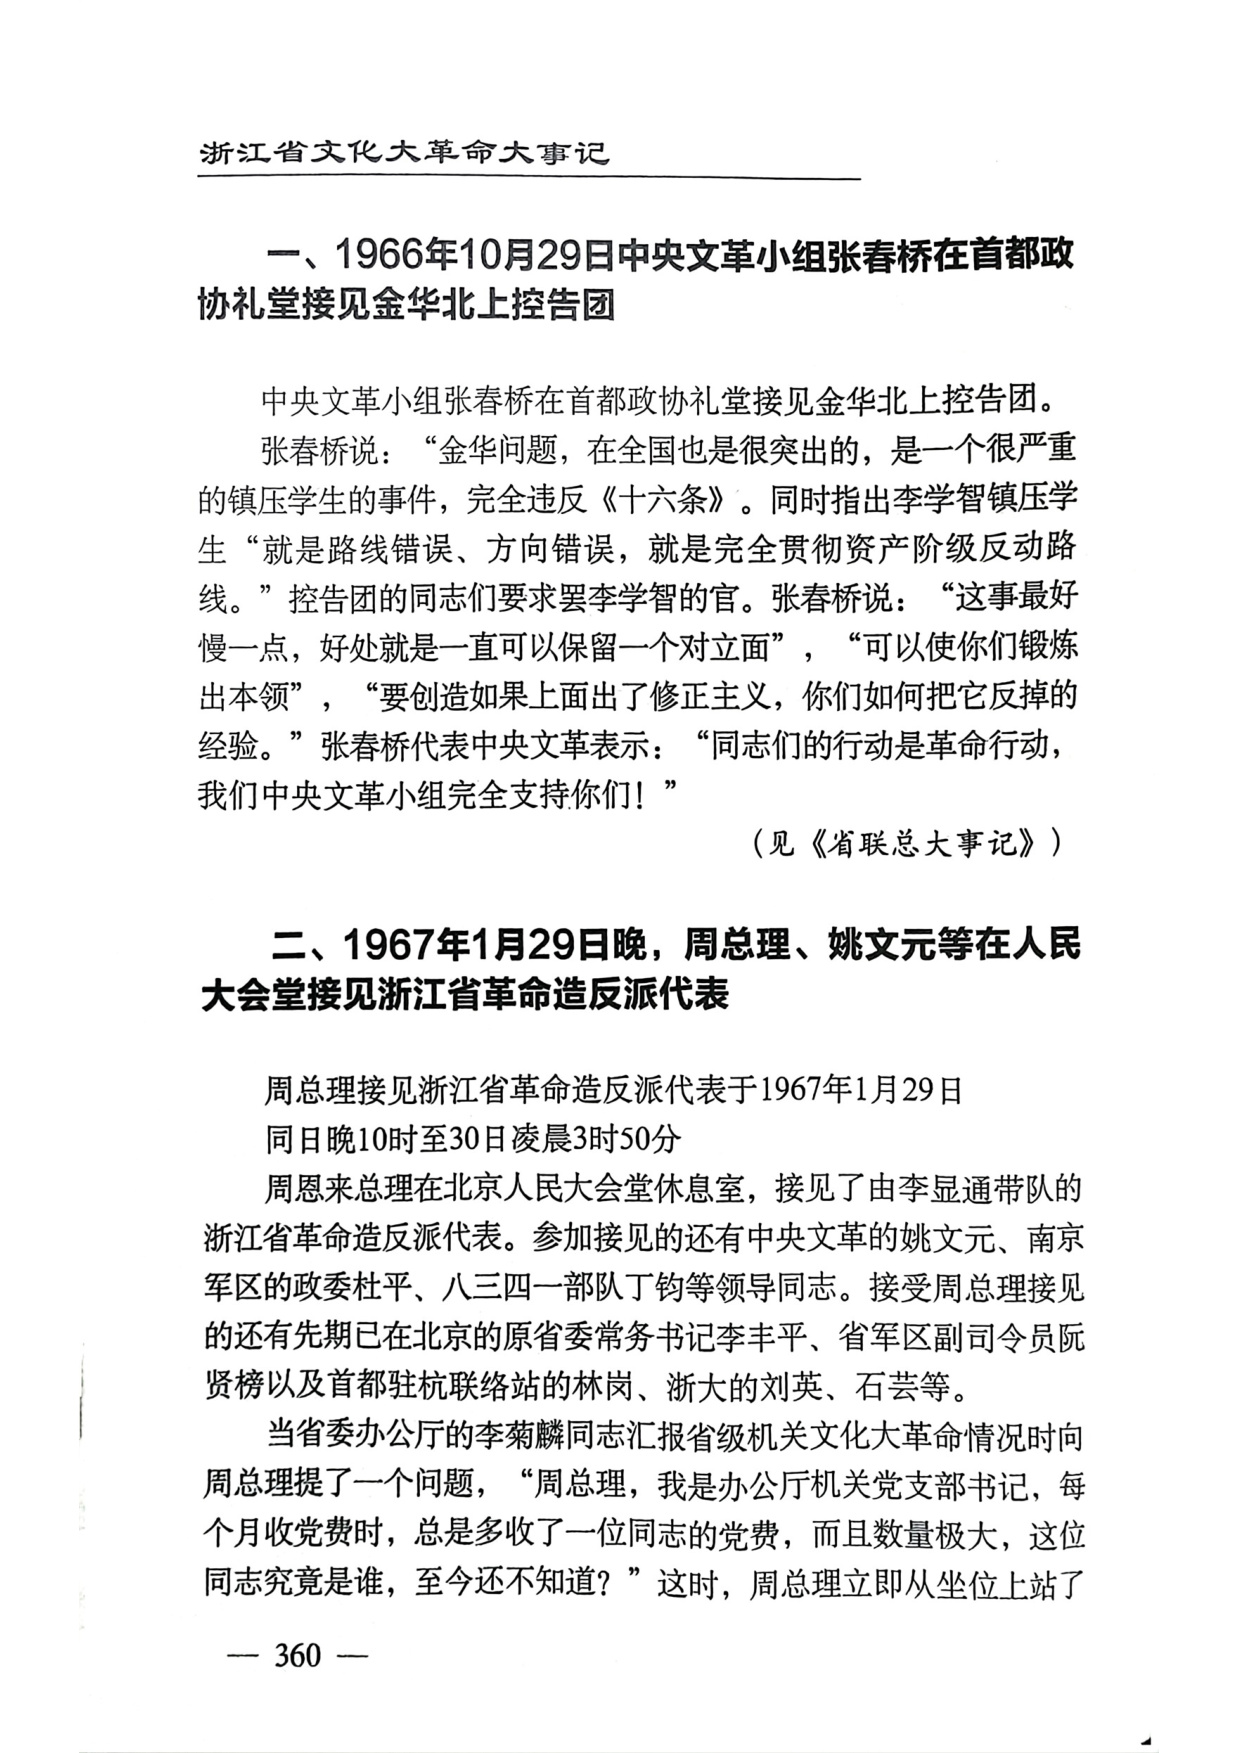 浙江省文化大革命大事记
一、1966年10月29日中央文革小组张春桥在首都政
协礼堂接见金华北上控告团
中央文革小组张春桥在首都政协礼堂接见金华北上控告团。
张春桥说：“金华问题，在全国也是很突出的，是一个很严重
的镇压学生的事件，完全违反《十六条》。同时指出李学智镇压学
生“就是路线错误、方向错误，就是完全贯彻资产阶级反动路
线。”控告团的同志们要求罢李学智的官。张春桥说：“这事最好
慢一点，好处就是一直可以保留一个对立面”，“可以使你们锻炼
出本领”，“要创造如果上面出了修正主义，你们如何把它反掉的
经验。”张春桥代表中央文革表示：“同志们的行动是革命行动，
我们中央文革小组完全支持你们！”
（见《省联总大事记》）
二、1967年1月29日晚，周总理、姚文元等在人民
大会堂接见浙江省革命造反派代表
周总理接见浙江省革命造反派代表于1967年1月29日
同日晚10时至30日凌晨3时50分
周恩来总理在北京人民大会堂休息室，接见了由李显通带队的
浙江省革命造反派代表。参加接见的还有中央文革的姚文元、南京
军区的政委杜平、八三四一部队丁钧等领导同志。接受周总理接见
的还有先期已在北京的原省委常务书记李丰平、省军区副司令员阮
贤榜以及首都驻杭联络站的林岗、浙大的刘英、石芸等。
当省委办公厅的李菊麟同志汇报省级机关文化大革命情况时向
周总理提了一个问题，“周总理，我是办公厅机关党支部书记，每
个月收党费时，总是多收了一位同志的党费，而且数量极大，这位
同志究竟是谁，至今还不知道？”这时，周总理立即从坐位上站了
— 360 —